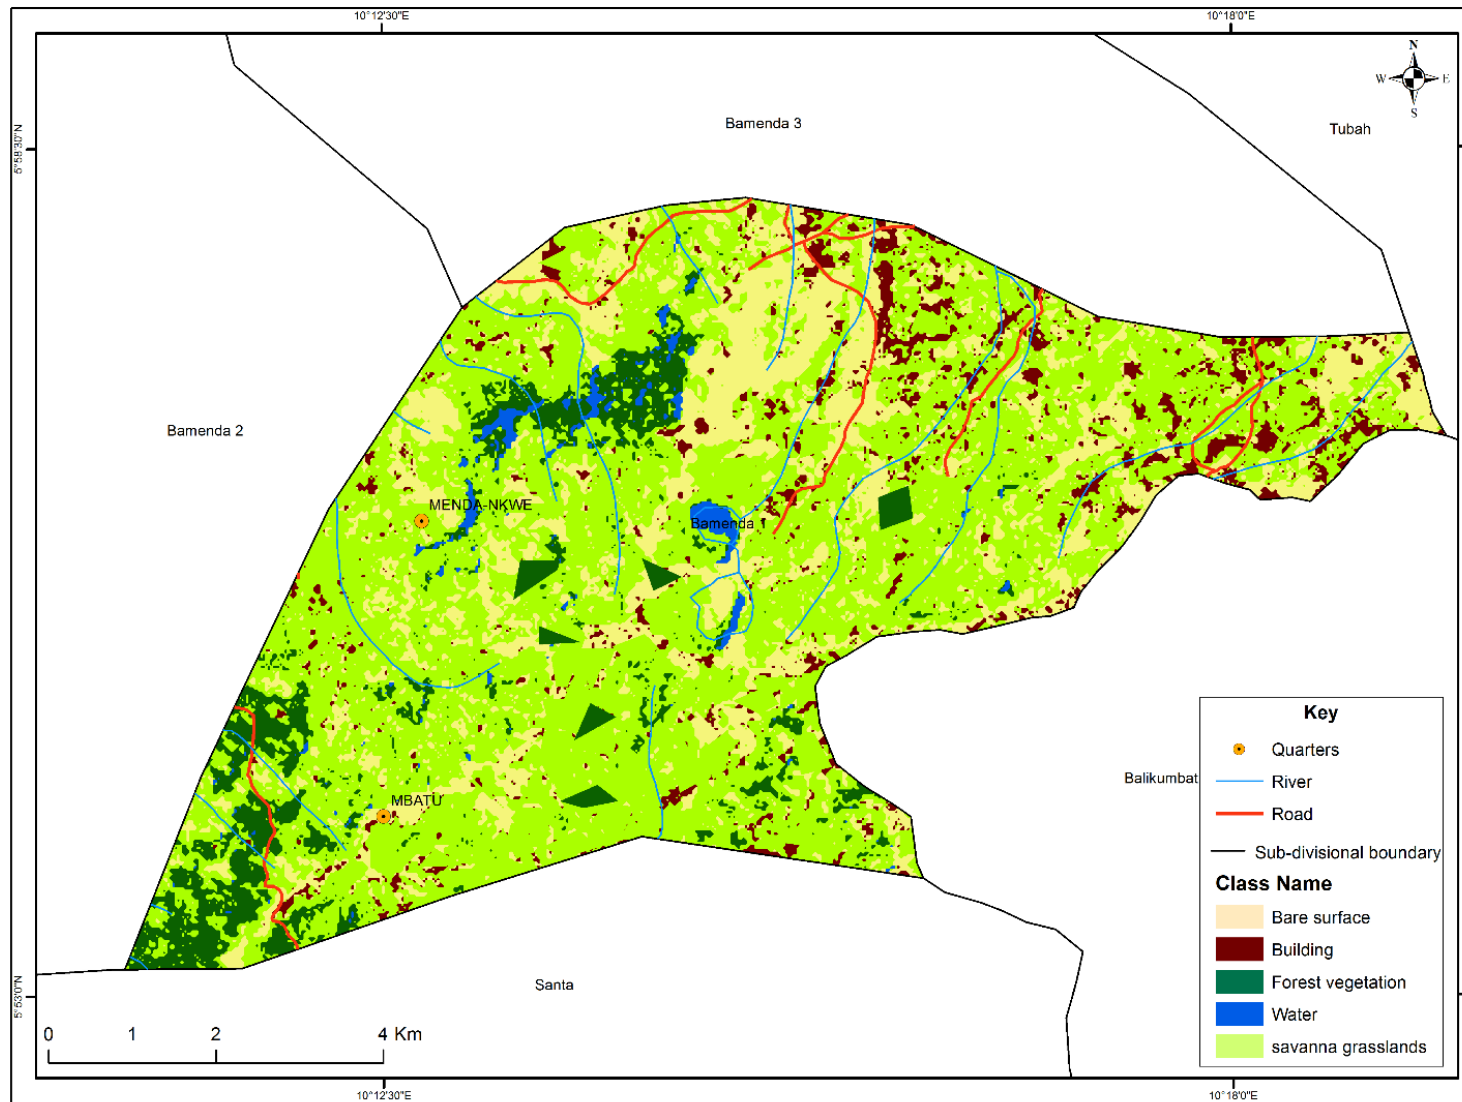 10°12'30"E
10°18'0"E
N
W
E
S
Bamenda 3
Tubah
5°58'30"N
Bamenda 2
MENDA-NKWE
Bamenda 1
Key
Quarters
River
Road
Sub-divisional boundary
Class Name
Bare surface
Building
Forest vegetation
Water
savanna grasslands
Balikumbat
MBATU
Santa
5°53'0"N
0 1 2 4 Km
10°12'30"E
10°18'0"E